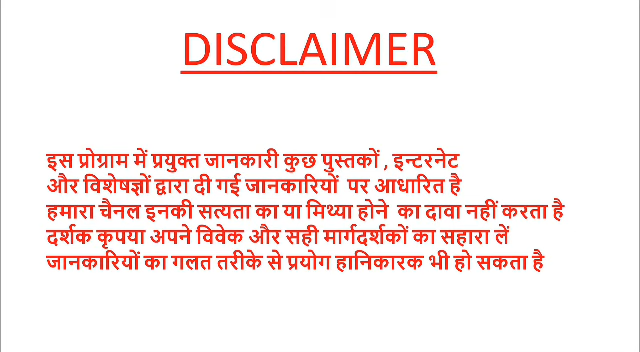 DISCLAIMER
इस प्रोग्राम में प्रयुक्त जानकारी कुछ पुस्तकों , इन्टरनेट
और विशेषज्ञों द्वारा दी गई जानकारियों पर आधारित है
हमारा चैनल इनकी सत्यता का या मिथ्या होने का दावा नहीं करता है
दर्शक कृपया अपने विवेक और सही मार्गदर्शकों का सहारा लें
जानकारियों का गलत तरीके से प्रयोग हानिकारक भी हो सकता है